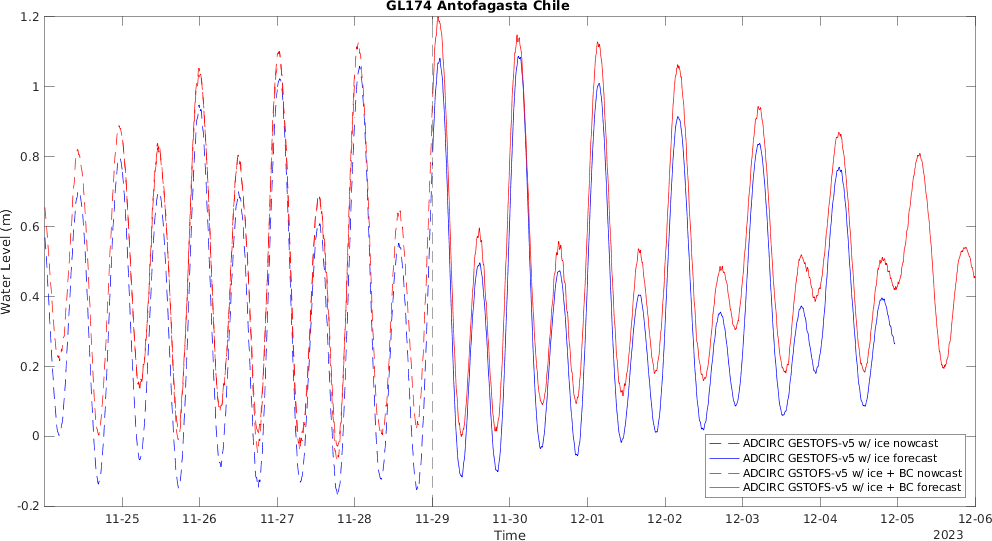 GL174 Antofagasta Chile
1.2
1
0.8
0.6
0.4
0.2
0
-0.2
Water Level (m)
11-25 11-26 11-27 11-28 11-29 11-30 12-01 12-02 12-03 12-04 12-05 12-06
Time
2023
ADCIRC GESTOFS-v5 w/ ice nowcast
ADCIRC GESTOFS-v5 w/ ice forecast
ADCIRC GSTOFS-v5 w/ ice + BC nowcast
ADCIRC GSTOFS-v5 w/ ice + BC forecast